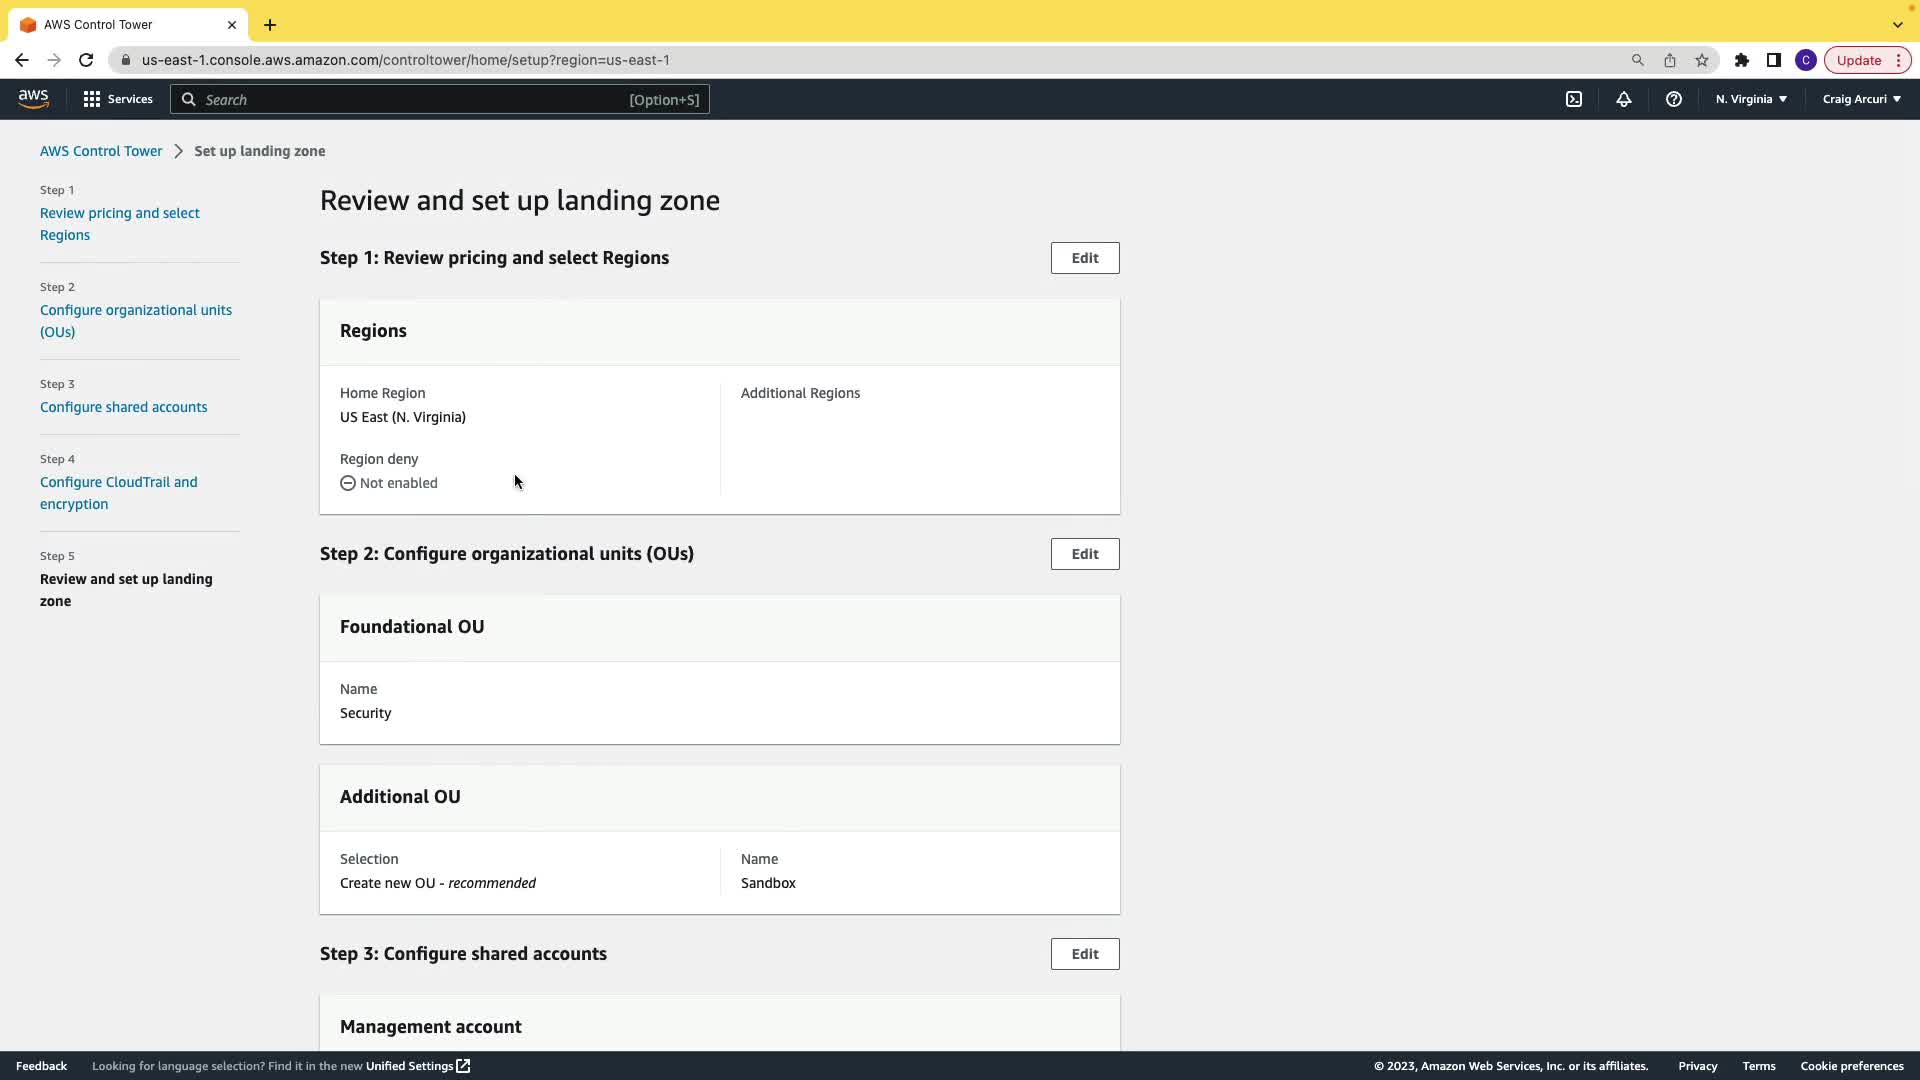 AWS Control Tower
us-east-1.console.aws.amazon.com/controltower/home/setup?region=us-east-1
C
Update
aws
Services
Search
[Option+S]
N. Virginia
Craig Arcuri
AWS Control Tower
Set up landing zone
Step 1
Review pricing and select
Regions
Step 2
Configure organizational units
(OUs)
Step 3
Configure shared accounts
Step 4
Configure CloudTrail and
encryption
Step 5
Review and set up landing
zone
Review and set up landing zone
Step 1: Review pricing and select Regions
Edit
Regions
Home Region
US East (N. Virginia)
Additional Regions
Region deny
Not enabled
Step 2: Configure organizational units (OUs)
Edit
Foundational OU
Name
Security
Additional OU
Selection
Create new OU - recommended
Name
Sandbox
Step 3: Configure shared accounts
Edit
Management account
Feedback
Looking for language selection? Find it in the new Unified Settings
© 2023, Amazon Web Services, Inc. or its affiliates.
Privacy
Terms
Cookie preferences